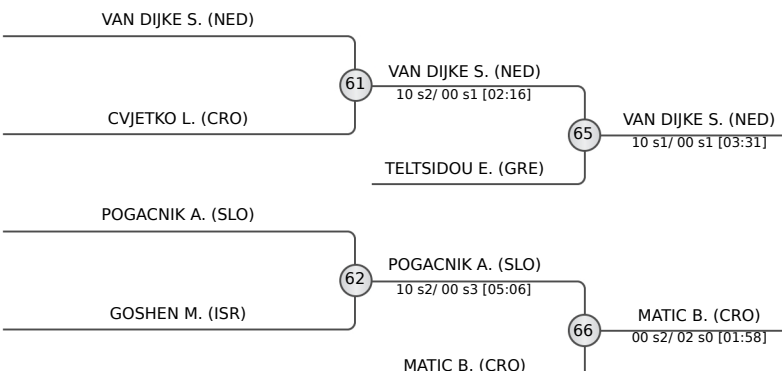 VAN DIJKE S. (NED)
61
VAN DIJKE S. (NED)
10 s2/ 00 s1 [02:16]
CVJETKO L. (CRO)
65
VAN DIJKE S. (NED)
10 s1/ 00 s1 [03:31]
TELTSIDOU E. (GRE)
POGACNIK A. (SLO)
62
POGACNIK A. (SLO)
10 s2/ 00 s3 [05:06]
GOSHEN M. (ISR)
66
MATIC B. (CRO)
00 s2/ 02 s0 [01:58]
MATIC B. (CRO)